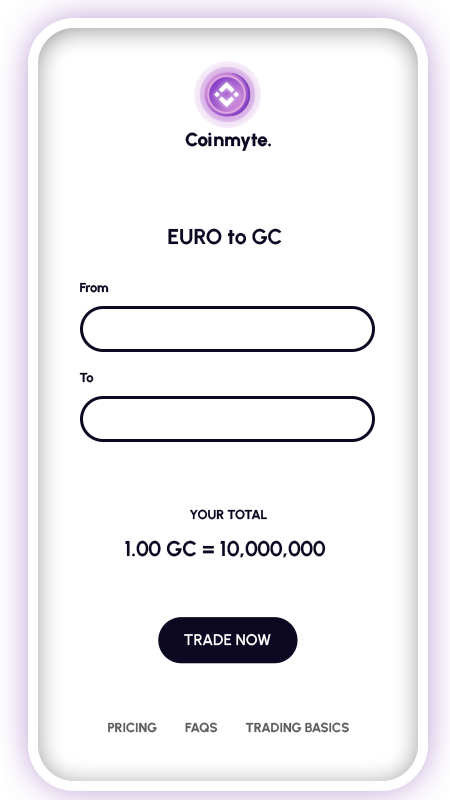 Coinmyte.
EURO to GC
From
To
YOUR TOTAL
1.00 GC = 10,000,000
TRADE NOW
PRICING FAQS TRADING BASICS